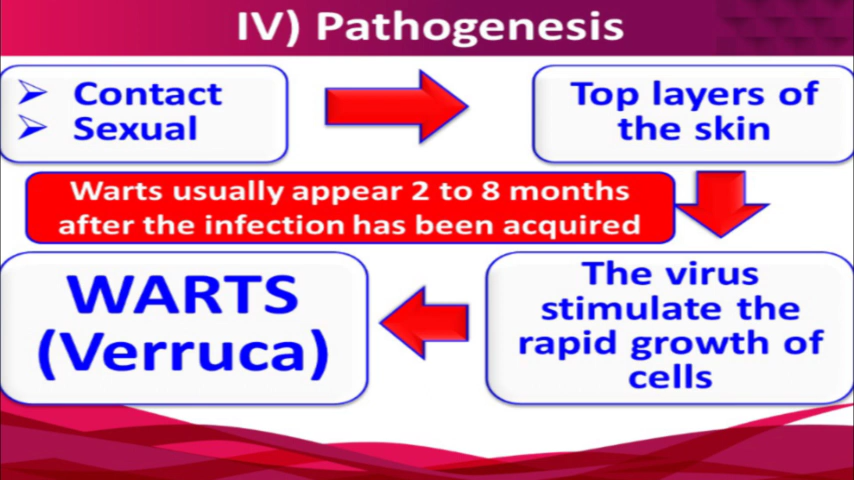 IV) Pathogenesis
➢ Contact
➢ Sexual
Top layers of
the skin
Warts usually appear 2 to 8 months
after the infection has been acquired
The virus
stimulate the
rapid growth of
cells
WARTS
(Verruca)